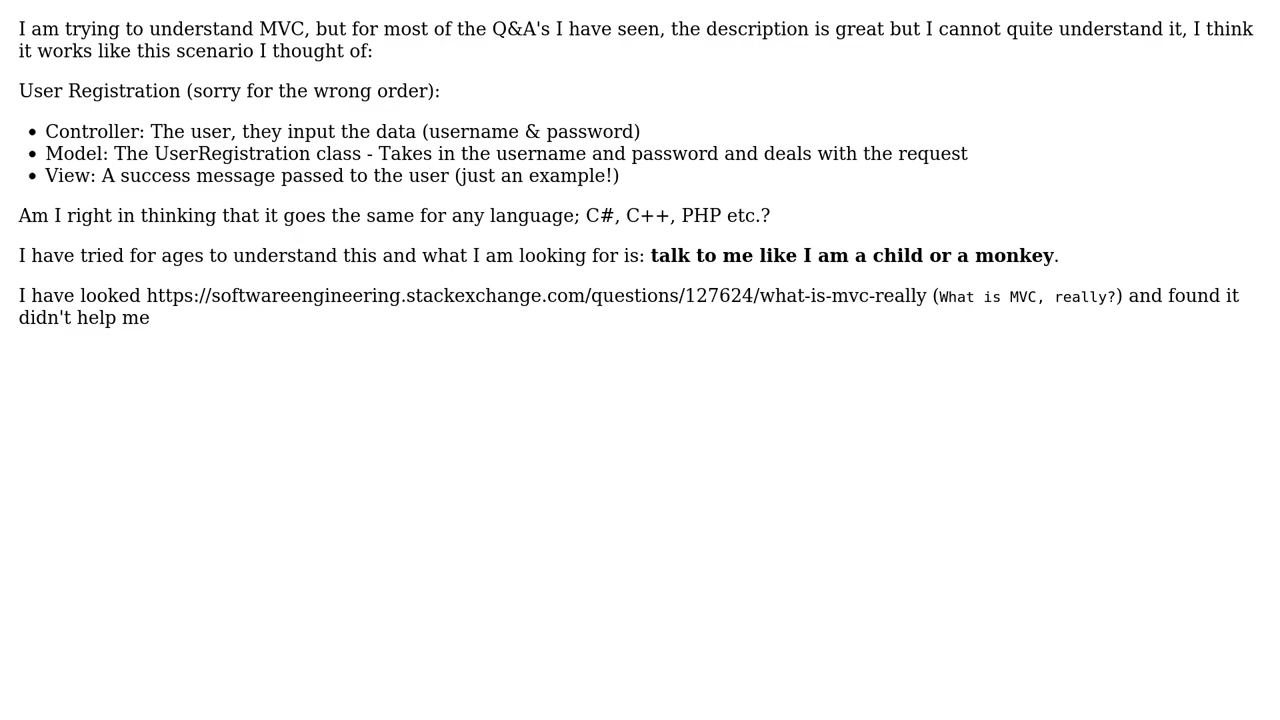 I am trying to understand MVC, but for most of the Q&A's I have seen, the description is great but I cannot quite understand it, I think
it works like this scenario I thought of:
User Registration (sorry for the wrong order):
• Controller: The user, they input the data (username & password)
• Model: The UserRegistration class - Takes in the username and password and deals with the request
• View: A success message passed to the user (just an example!)
Am I right in thinking that it goes the same for any language; C#, C++, PHP etc.?
I have tried for ages to understand this and what I am looking for is: talk to me like I am a child or a monkey.
I have looked https://softwareengineering.stackexchange.com/questions/127624/what-is-mvc-really (What is MVC, really?) and found it
didn't help me